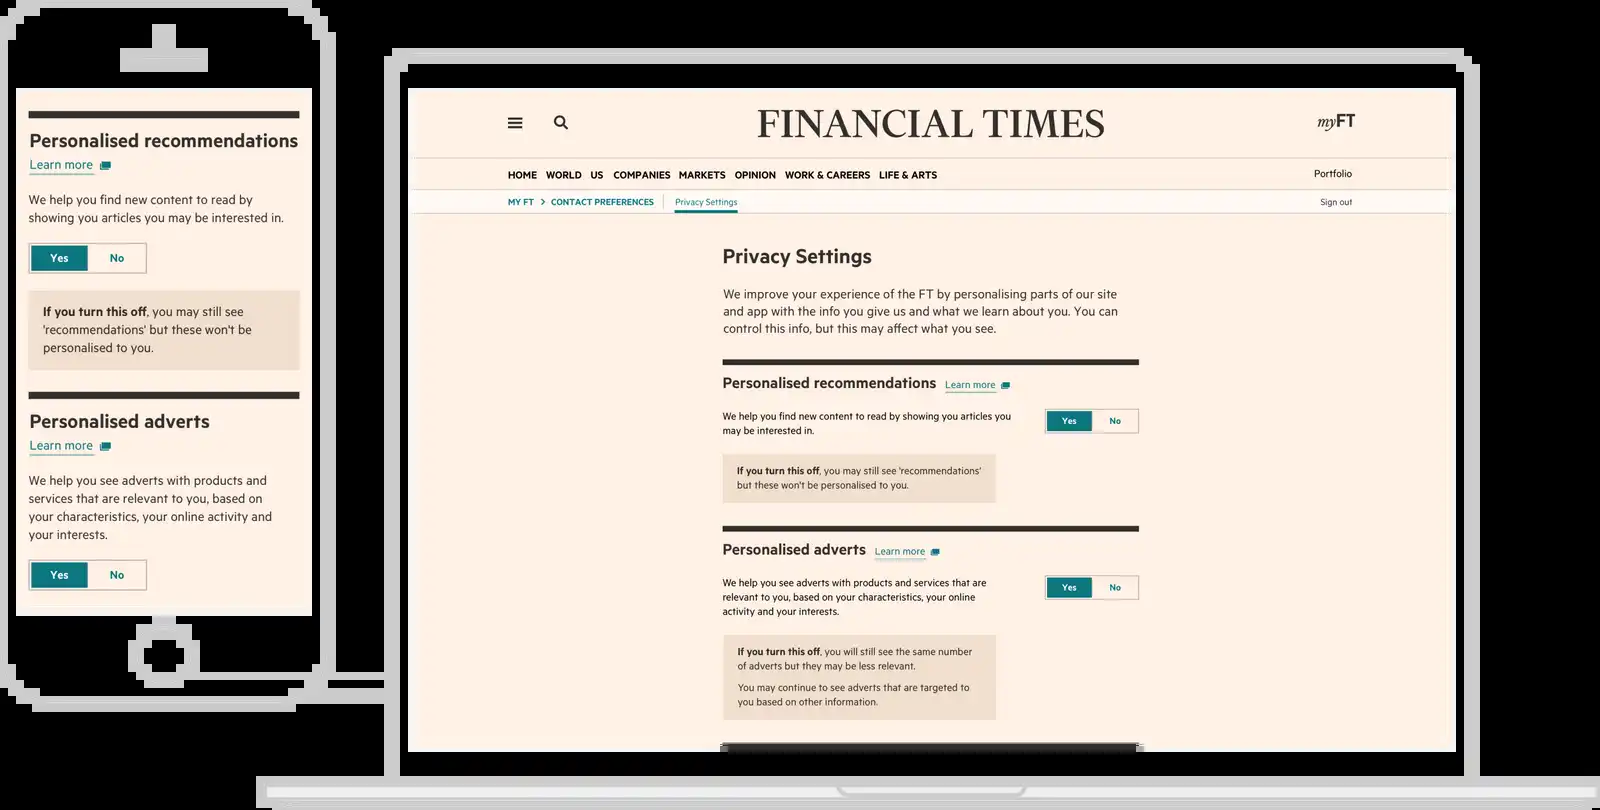 Personalised recommendations
Learn more
We help you find new content to read by
showing you articles you may be interested in.
Yes No
If you turn this off, you may still see
'recommendations' but these won't be
personalised to you.
Personalised adverts
Learn more
We help you see adverts with products and
services that are relevant to you, based on
your characteristics, your online activity and
your interests.
Yes No
FINANCIAL TIMES
myFT
HOME WORLD US COMPANIES MARKETS OPINION WORK & CAREERS LIFE & ARTS
Portfolio
MY FT > CONTACT PREFERENCES Privacy Settings
Sign out
Privacy Settings
We improve your experience of the FT by personalising parts of our site
and app with the info you give us and what we learn about you. You can
control this info, but this may affect what you see.
Personalised recommendations Learn more
We help you find new content to read by showing you articles you
may be interested in.
Yes No
If you turn this off, you may still see 'recommendations'
but these won't be personalised to you.
Personalised adverts Learn more
We help you see adverts with products and services that are
relevant to you, based on your characteristics, your online
activity and your interests.
Yes No
If you turn this off, you will still see the same number
of adverts but they may be less relevant.
You may continue to see adverts that are targeted to
you based on other information.